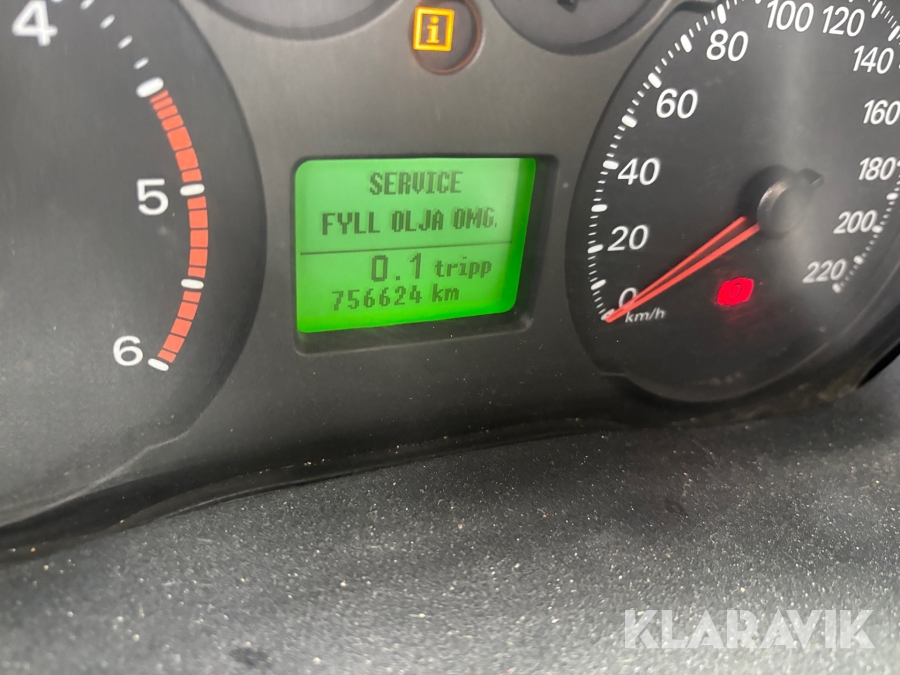 4
5
6
i
SERVICE
FYLL OLJA OMG.
0.1 tripp
756624 km
0
20
40
60
80
100
120
140
160
180
200
220
km/h
KLARAVIK